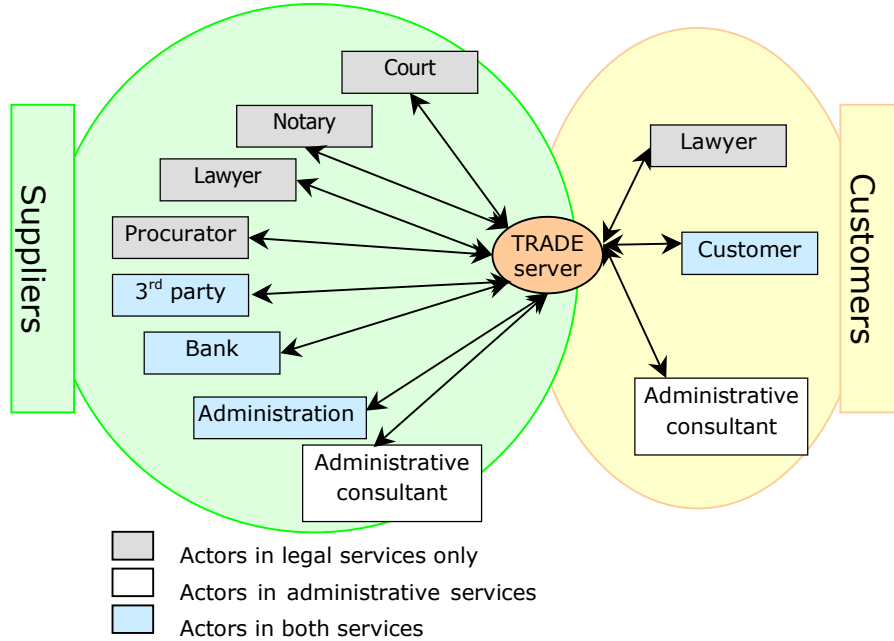 Court
Notary
Lawyer
Procurator
3rd party
Bank
Administration
Administrative
consultant
Suppliers
TRADE
server
Lawyer
Customer
Administrative
consultant
Customers
Actors in legal services only
Actors in administrative services
Actors in both services